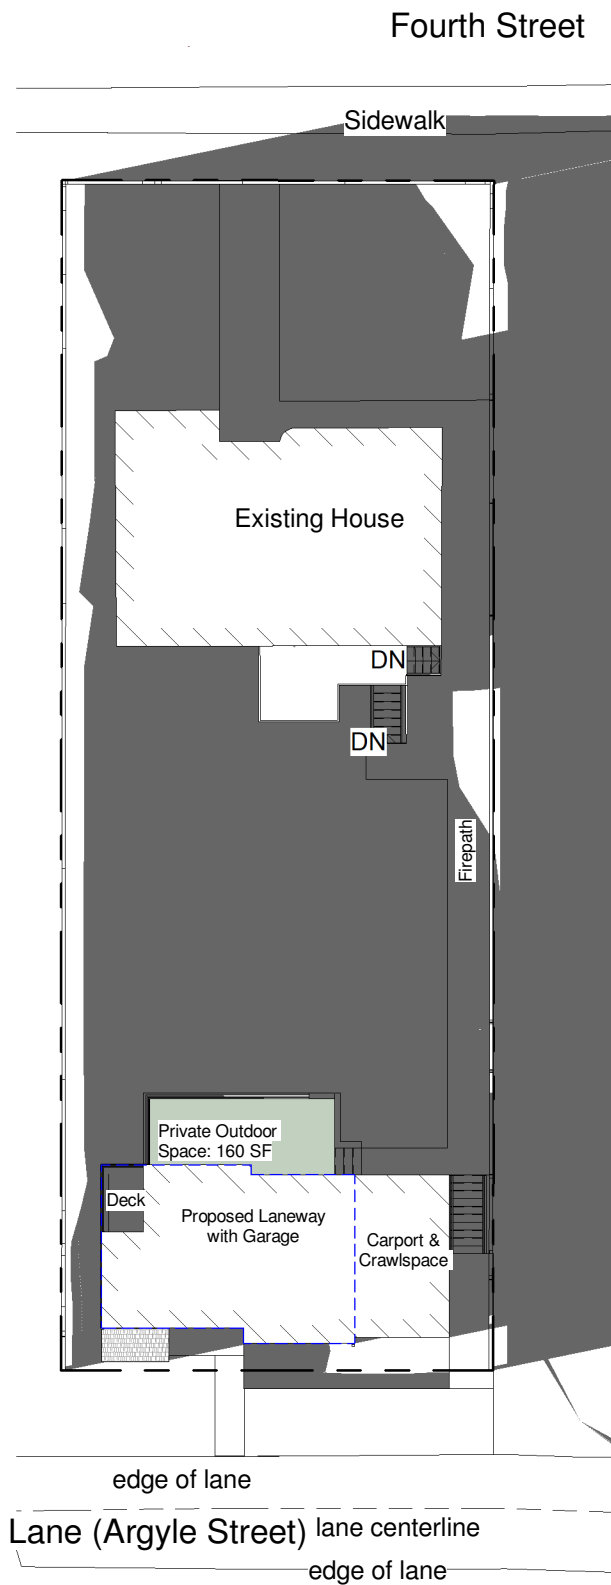 Fourth Street
Sidewalk
Existing House
DN
DN
Firepath
Private Outdoor
Space: 160 SF
Deck
Proposed Laneway
with Garage
Carport &
Crawlspace
edge of lane
Lane (Argyle Street) lane centerline
edge of lane